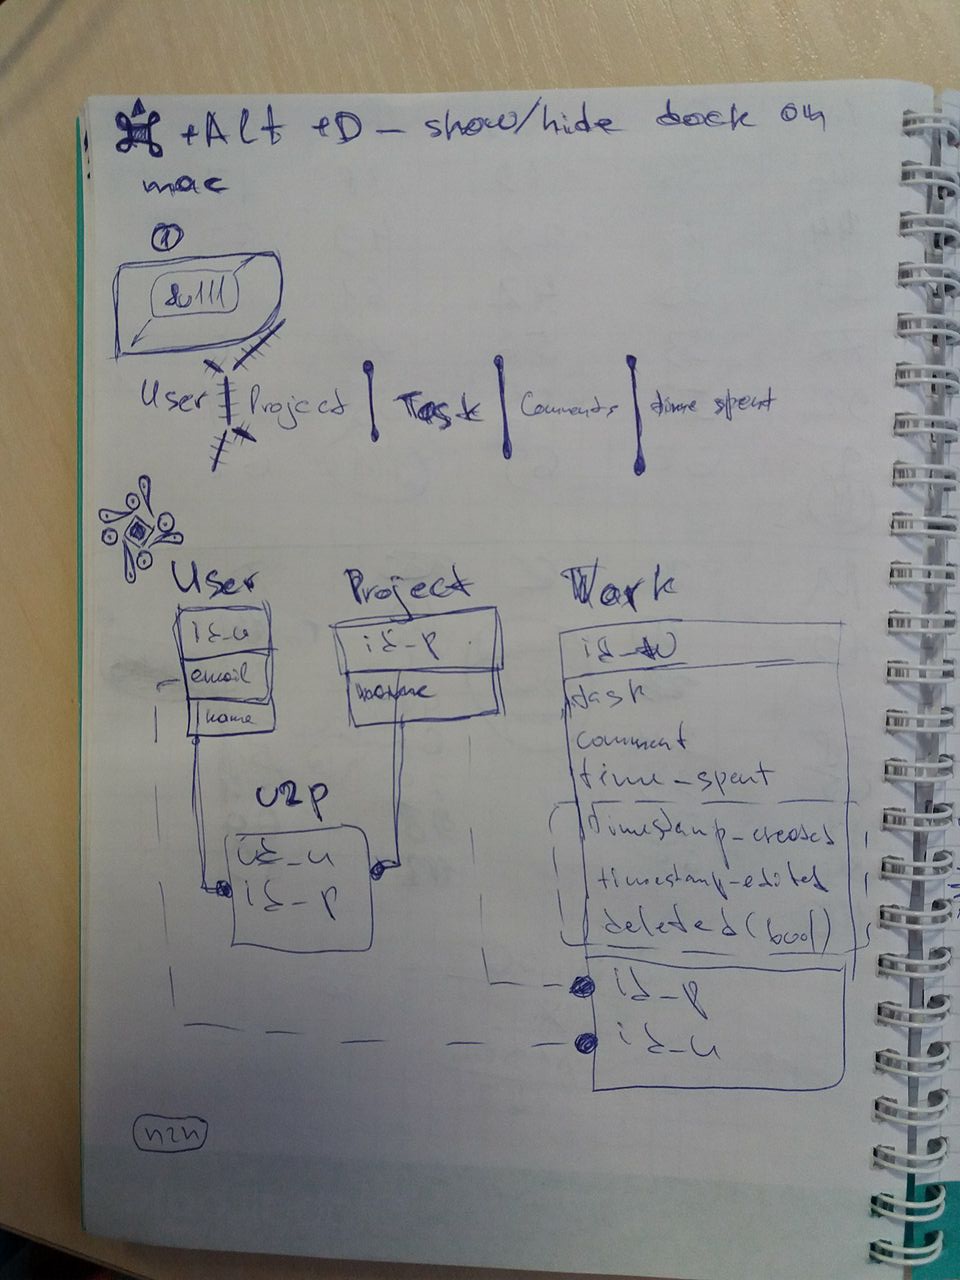 ⌘ +Alt +D – show/hide dock on
mac
1
User Project Task Comments time spent
User Project Work
id_u
email
name
id_p
name
u2p
id_u
id_p
id_w
task
comment
time_spent
timestamp_created
timestamp_edited
deleted (bool)
id_p
id_u
n2n